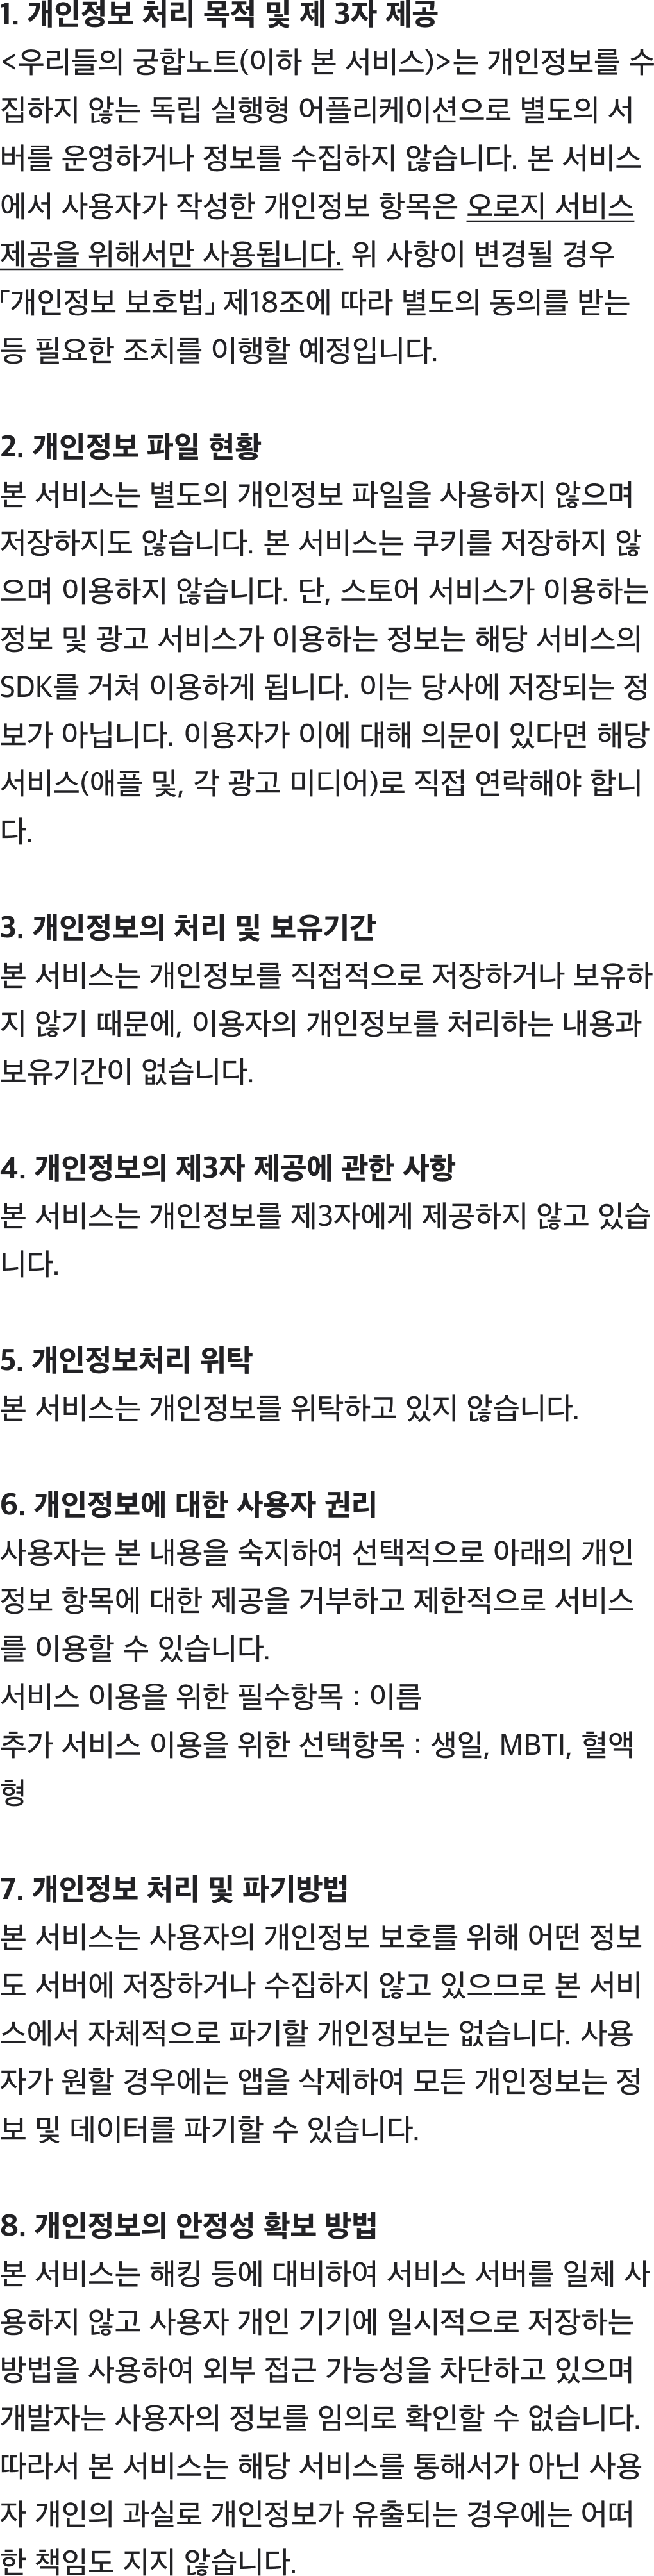 1. 개인정보 처리 목적 및 제 3자 제공
<우리들의 궁합노트(이하 본 서비스)>는 개인정보를 수
집하지 않는 독립 실행형 어플리케이션으로 별도의 서
버를 운영하거나 정보를 수집하지 않습니다. 본 서비스
에서 사용자가 작성한 개인정보 항목은 오로지 서비스
제공을 위해서만 사용됩니다. 위 사항이 변경될 경우
「개인정보 보호법」 제18조에 따라 별도의 동의를 받는
등 필요한 조치를 이행할 예정입니다.
2. 개인정보 파일 현황
본 서비스는 별도의 개인정보 파일을 사용하지 않으며
저장하지도 않습니다. 본 서비스는 쿠키를 저장하지 않
으며 이용하지 않습니다. 단, 스토어 서비스가 이용하는
정보 및 광고 서비스가 이용하는 정보는 해당 서비스의
SDK를 거쳐 이용하게 됩니다. 이는 당사에 저장되는 정
보가 아닙니다. 이용자가 이에 대해 의문이 있다면 해당
서비스(애플 및, 각 광고 미디어)로 직접 연락해야 합니
다.
3. 개인정보의 처리 및 보유기간
본 서비스는 개인정보를 직접적으로 저장하거나 보유하
지 않기 때문에, 이용자의 개인정보를 처리하는 내용과
보유기간이 없습니다.
4. 개인정보의 제3자 제공에 관한 사항
본 서비스는 개인정보를 제3자에게 제공하지 않고 있습
니다.
5. 개인정보처리 위탁
본 서비스는 개인정보를 위탁하고 있지 않습니다.
6. 개인정보에 대한 사용자 권리
사용자는 본 내용을 숙지하여 선택적으로 아래의 개인
정보 항목에 대한 제공을 거부하고 제한적으로 서비스
를 이용할 수 있습니다.
서비스 이용을 위한 필수항목 : 이름
추가 서비스 이용을 위한 선택항목 : 생일, MBTI, 혈액
형
7. 개인정보 처리 및 파기방법
본 서비스는 사용자의 개인정보 보호를 위해 어떤 정보
도 서버에 저장하거나 수집하지 않고 있으므로 본 서비
스에서 자체적으로 파기할 개인정보는 없습니다. 사용
자가 원할 경우에는 앱을 삭제하여 모든 개인정보는 정
보 및 데이터를 파기할 수 있습니다.
8. 개인정보의 안정성 확보 방법
본 서비스는 해킹 등에 대비하여 서비스 서버를 일체 사
용하지 않고 사용자 개인 기기에 일시적으로 저장하는
방법을 사용하여 외부 접근 가능성을 차단하고 있으며
개발자는 사용자의 정보를 임의로 확인할 수 없습니다.
따라서 본 서비스는 해당 서비스를 통해서가 아닌 사용
자 개인의 과실로 개인정보가 유출되는 경우에는 어떠
한 책임도 지지 않습니다.